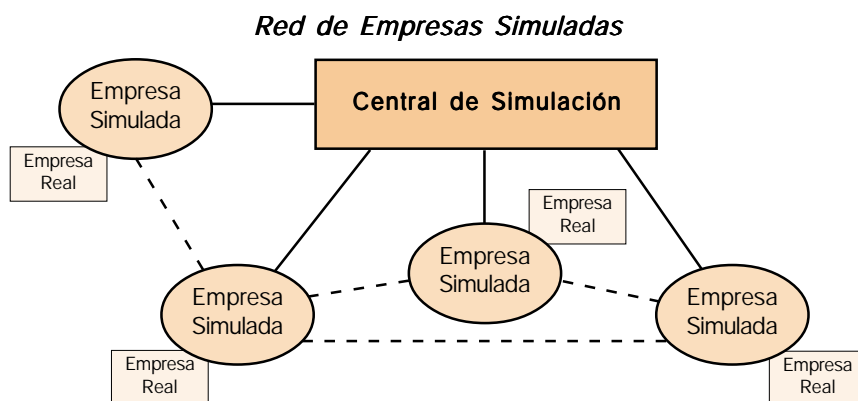 Red de Empresas Simuladas
Central de Simulación
Empresa
Simulada
Empresa
Real
Empresa
Real
Empresa
Simulada
Empresa
Simulada
Empresa
Simulada
Empresa
Real
Empresa
Real